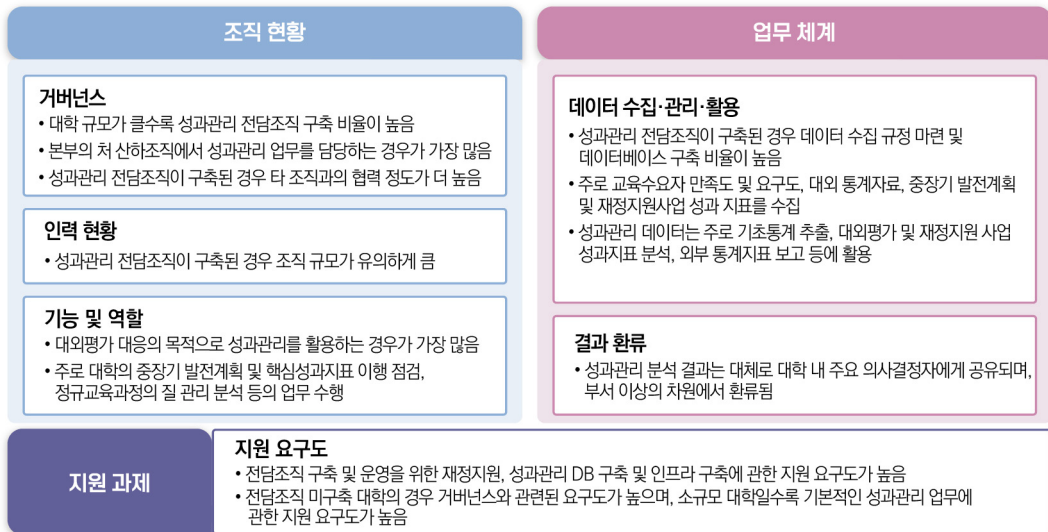 조직 현황
거버넌스
• 대학 규모가 클수록 성과관리 전담조직 구축 비율이 높음
• 본부의 처 산하조직에서 성과관리 업무를 담당하는 경우가 가장 많음
• 성과관리 전담조직이 구축된 경우 타 조직과의 협력 정도가 더 높음
인력 현황
• 성과관리 전담조직이 구축된 경우 조직 규모가 유의하게 큼
기능 및 역할
• 대외평가 대응의 목적으로 성과관리를 활용하는 경우가 가장 많음
• 주로 대학의 중장기 발전계획 및 핵심성과지표 이행 점검,
정규교육과정의 질 관리 분석 등의 업무 수행
업무 체계
데이터 수집·관리·활용
• 성과관리 전담조직이 구축된 경우 데이터 수집 규정 마련 및
데이터베이스 구축 비율이 높음
• 주로 교육수요자 만족도 및 요구도, 대외 통계자료, 중장기 발전계획
및 재정지원사업 성과 지표를 수집
• 성과관리 데이터는 주로 기초통계 추출, 대외평가 및 재정지원 사업
성과지표 분석, 외부 통계지표 보고 등에 활용
결과 환류
• 성과관리 분석 결과는 대체로 대학 내 주요 의사결정자에게 공유되며,
부서 이상의 차원에서 환류됨
지원 과제
지원 요구도
• 전담조직 구축 및 운영을 위한 재정지원, 성과관리 DB 구축 및 인프라 구축에 관한 지원 요구도가 높음
• 전담조직 미구축 대학의 경우 거버넌스와 관련된 요구도가 높으며, 소규모 대학일수록 기본적인 성과관리 업무에
관한 지원 요구도가 높음